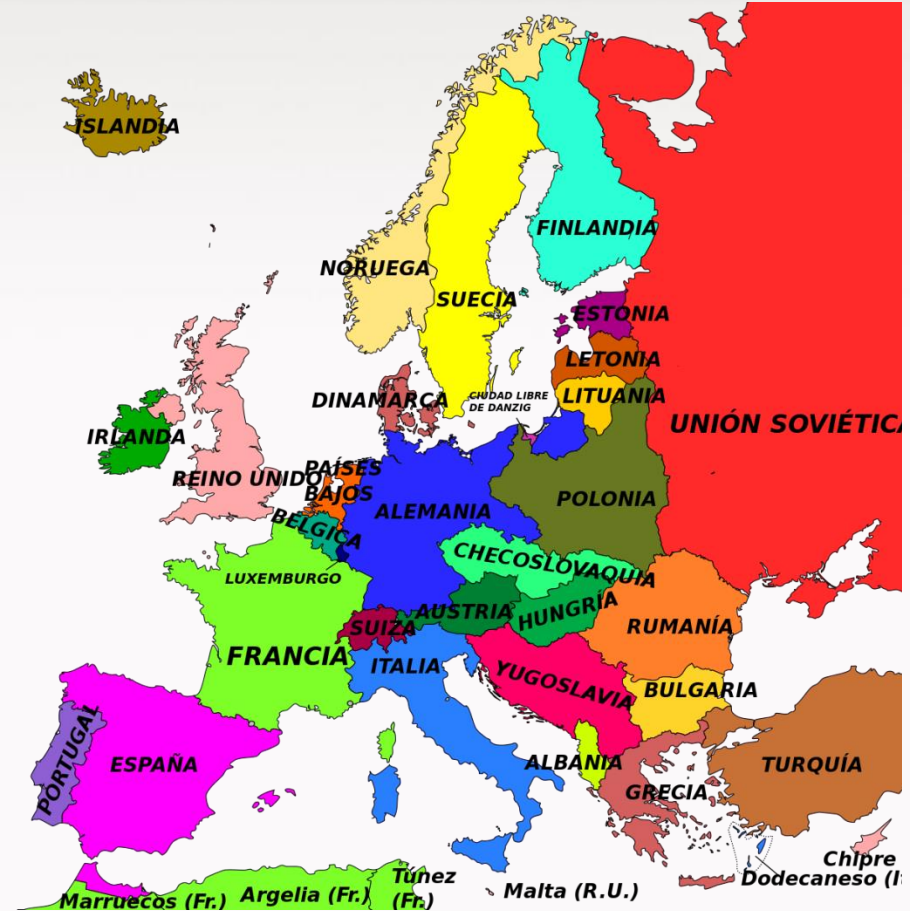 ISLANDIA
FINLANDIA
NORUEGA
SUECIA
ESTONIA
LETONIA
DINAMARCA
CIUDAD LIBRE
DE DANZIG
LITUANIA
UNIÓN SOVIÉTICA
IRLANDA
REINO UNIDO
PAÍSES
BAJOS
ALEMANIA
POLONIA
BELGICA
CHECOSLOVAQUIA
LUXEMBURGO
AUSTRIA
HUNGRÍA
SUIZA
RUMANÍA
FRANCIA
ITALIA
YUGOSLAVIA
BULGARIA
PORTUGAL
ESPAÑA
ALBANIA
TURQUÍA
GRECIA
Chipre
Túnez
(Fr.)
Dodecaneso (It
Marruecos (Fr.)
Argelia (Fr.)
Malta (R.U.)